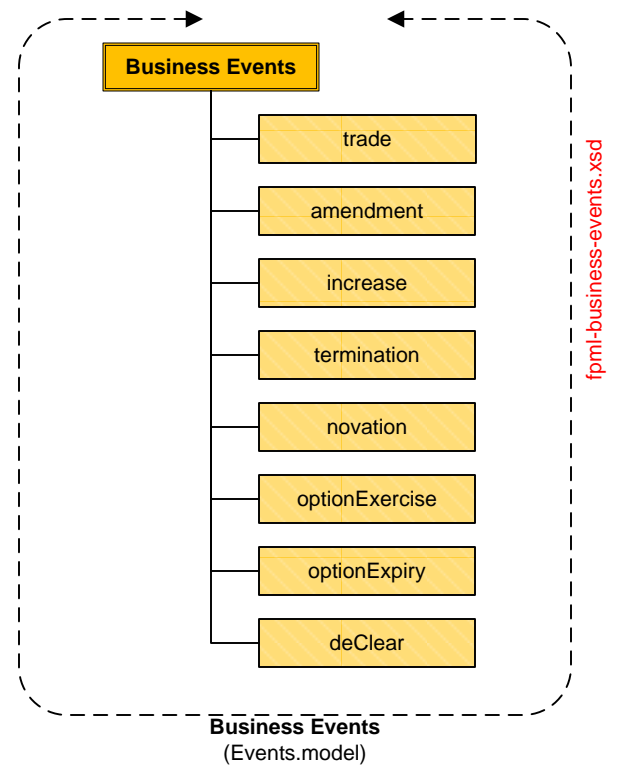 Business Events
trade
amendment
increase
termination
novation
optionExercise
optionExpiry
deClear
fpml-business-events.xsd
Business Events
(Events.model)